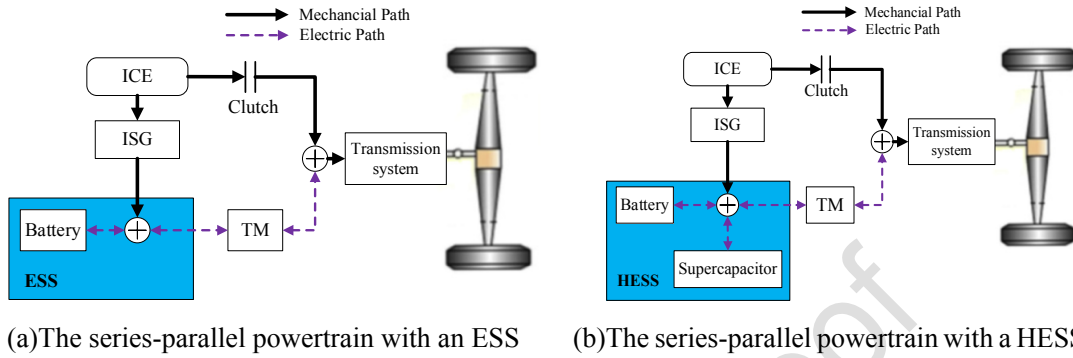 Mechancial Path
Electric Path
ICE
Clutch
ISG
Transmission
system
Battery
TM
ESS
(a)The series-parallel powertrain with an ESS
Mechancial Path
Electric Path
ICE
Clutch
ISG
Transmission
system
Battery
TM
Supercapacitor
HESS
(b)The series-parallel powertrain with a HESS